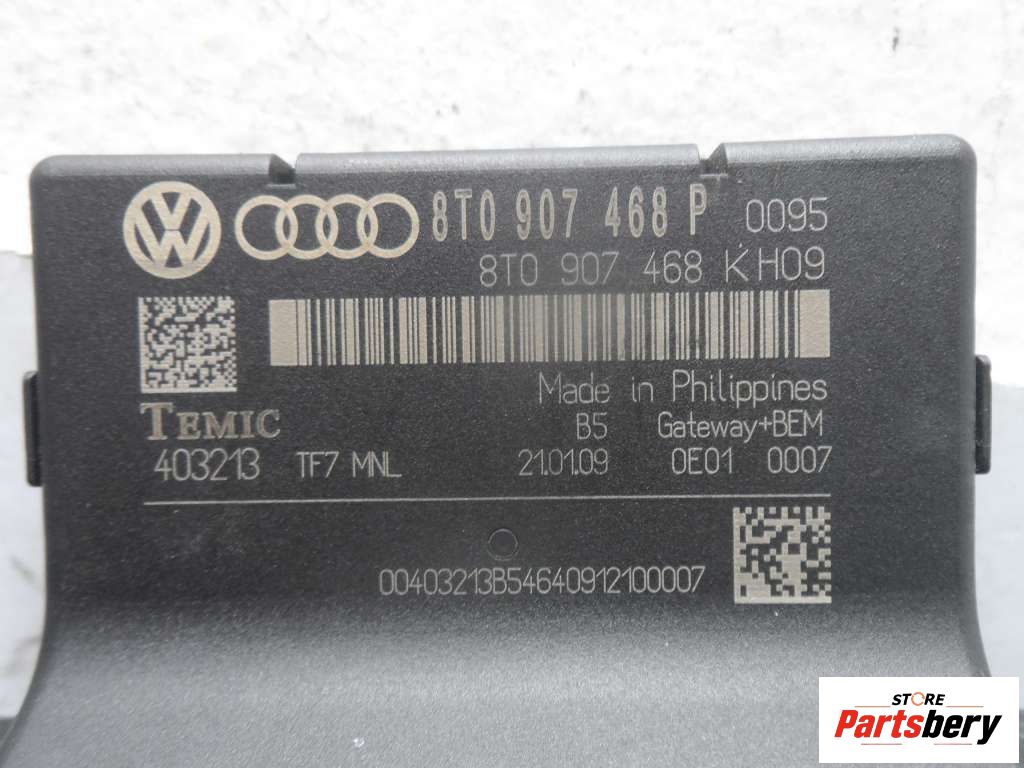 8T0 907 468 P 0095
8T0 907 468 K H09
Made in Philippines
TEMIC B5 Gateway+BEM
403213 TF7 MNL 21.01.09 0E01 0007
00403213B54640912100007
STORE
Partsbery